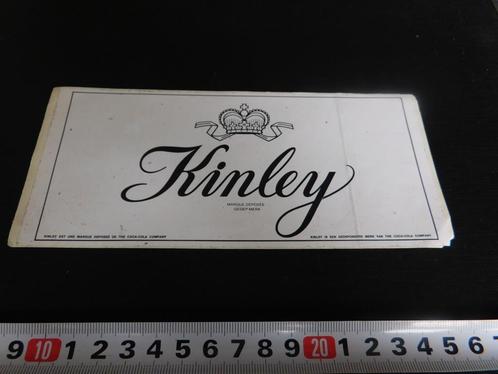 Kinley
MARQUE DEPOSÉE
GEDEP. MERK
KINLEY EST UNE MARQUE DEPOSEE DE THE COCA-COLA COMPANY
KINLEY IS EEN GEDEPONEERD MERK VAN THE COCA-COLA COMPANY
9 10 1 2 3 4 5 6 7 8 9 20 1 2 3 4 5 6